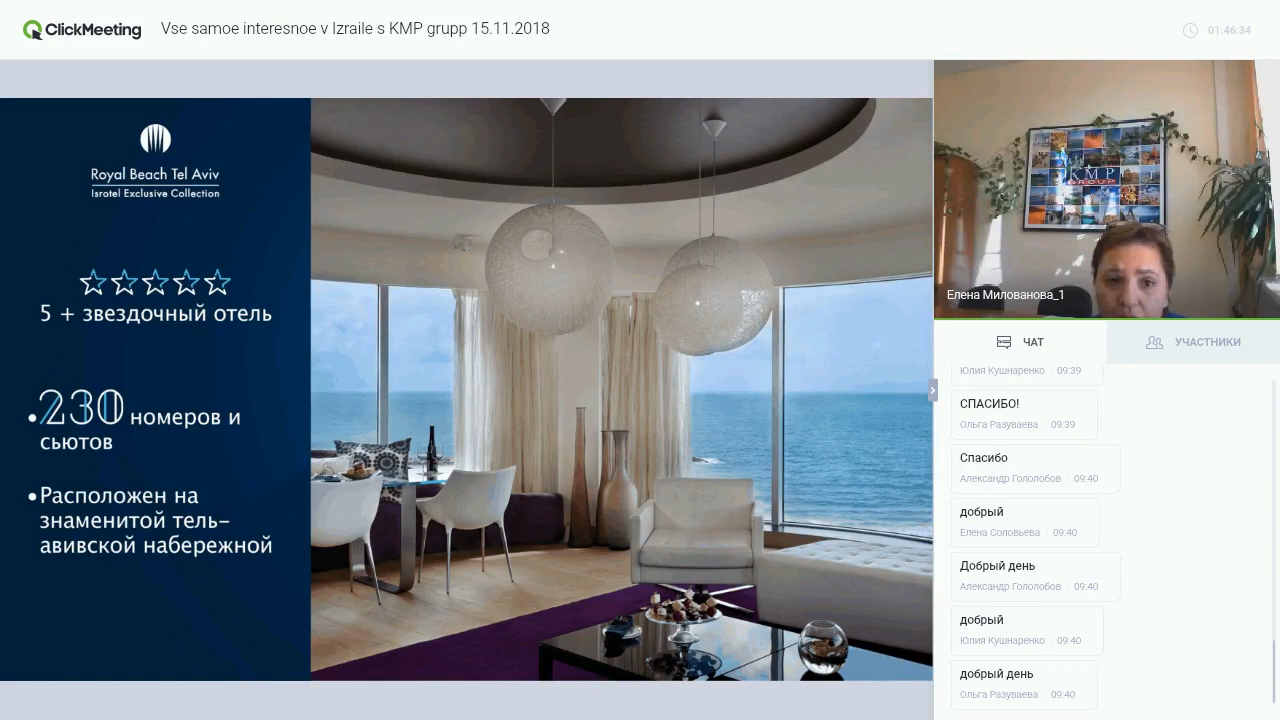 ClickMeeting
Vse samoe interesnoe v Izraile s KMP grupp 15.11.2018
01:46:34
Royal Beach Tel Aviv
Isrotel Exclusive Collection
5 + звездочный отель
•230 номеров и
сьютов
•Расположен на
знаменитой тель-
авивской набережной
KMP
GROUP
Елена Милованова_1
ЧАТ
УЧАСТНИКИ
Юлия Кушнаренко 09:39
СПАСИБО!
Ольга Разуваева 09:39
Спасибо
Александр Гололобов 09:40
добрый
Елена Соловьева 09:40
Добрый день
Александр Гололобов 09:40
добрый
Юлия Кушнаренко 09:40
добрый день
Ольга Разуваева 09:40